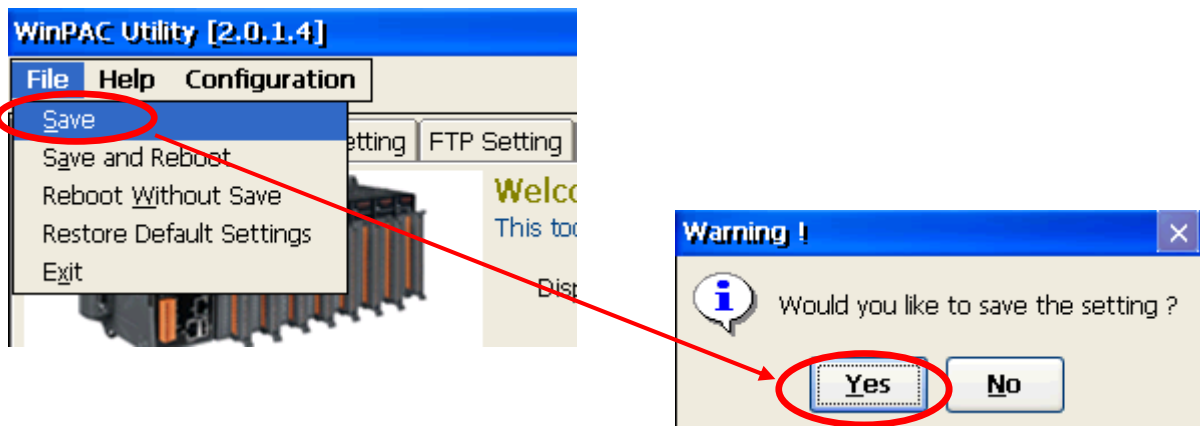 WinPAC Utility [2.0.1.4]
File Help Configuration
Save
Save and Reboot
Reboot Without Save
Restore Default Settings
Exit
FTP Setting
This
Warning !
Would you like to save the setting ?
Yes No